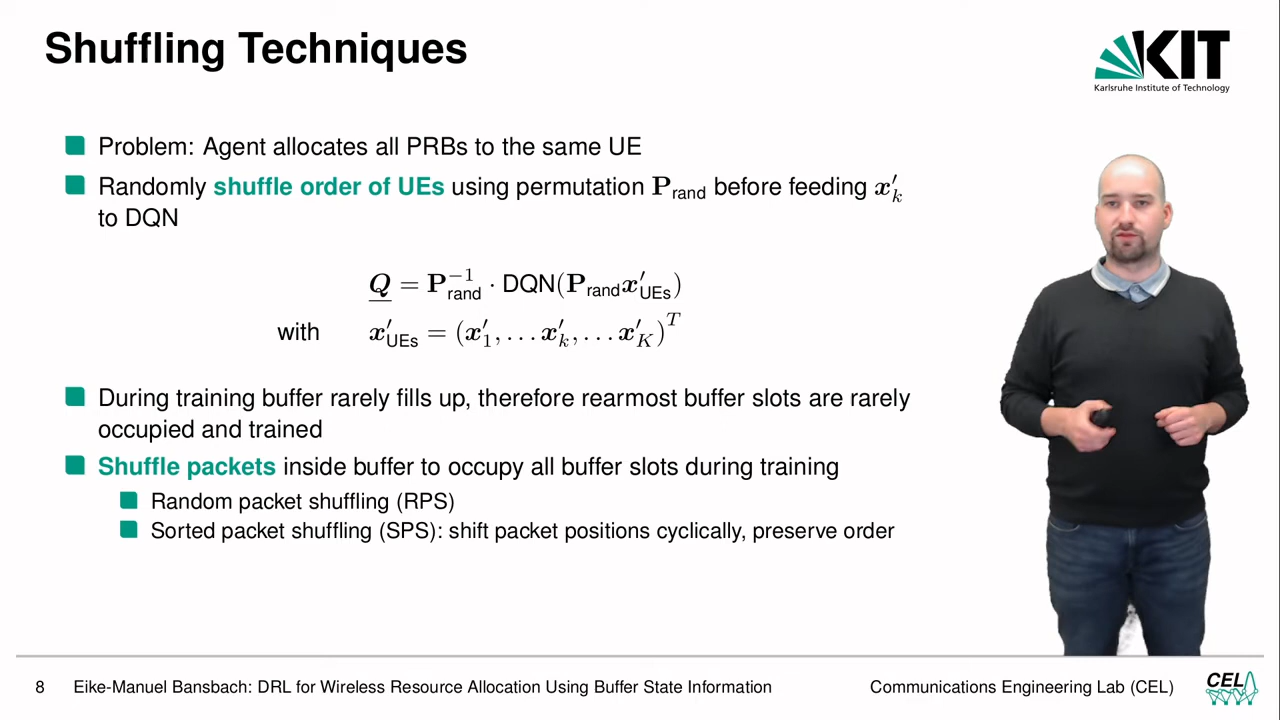 Shuffling Techniques
KIT
Karlsruhe Institute of Technology
Problem: Agent allocates all PRBs to the same UE
Randomly shuffle order of UEs using permutation P_rand before feeding x′_k
to DQN
Q = P_rand^−1 · DQN(P_rand x′_UEs)
with x′_UEs = (x′_1, … x′_k, … x′_K)^T
During training buffer rarely fills up, therefore rearmost buffer slots are rarely
occupied and trained
Shuffle packets inside buffer to occupy all buffer slots during training
Random packet shuffling (RPS)
Sorted packet shuffling (SPS): shift packet positions cyclically, preserve order
8 Eike-Manuel Bansbach: DRL for Wireless Resource Allocation Using Buffer State Information Communications Engineering Lab (CEL) CEL